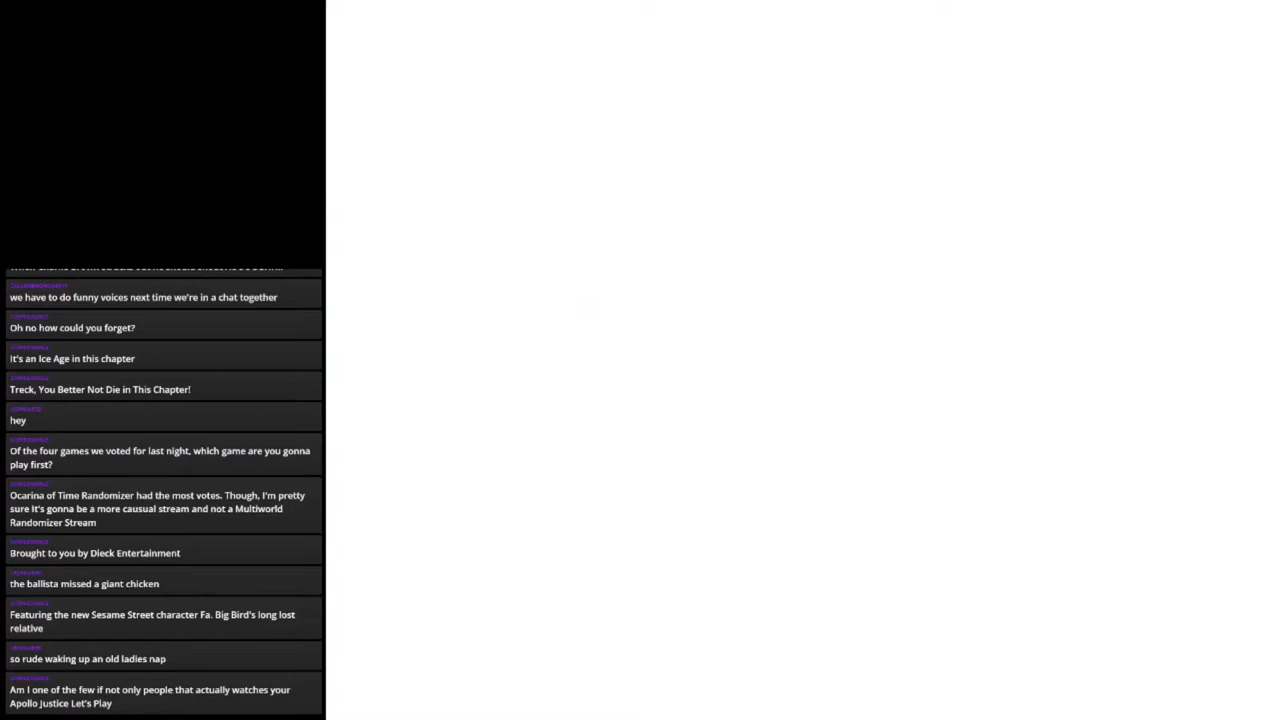 we have to do funny voices next time we're in a chat together
Oh no how could you forget?
It's an Ice Age in this chapter
Treck, You Better Not Die in This Chapter!
hey
Of the four games we voted for last night, which game are you gonna
play first?
Ocarina of Time Randomizer had the most votes. Though, I'm pretty
sure It's gonna be a more causual stream and not a Multiworld
Randomizer Stream
Brought to you by Dieck Entertainment
the ballista missed a giant chicken
Featuring the new Sesame Street character Fa. Big Bird's long lost
relative
so rude waking up an old ladies nap
Am I one of the few if not only people that actually watches your
Apollo Justice Let's Play